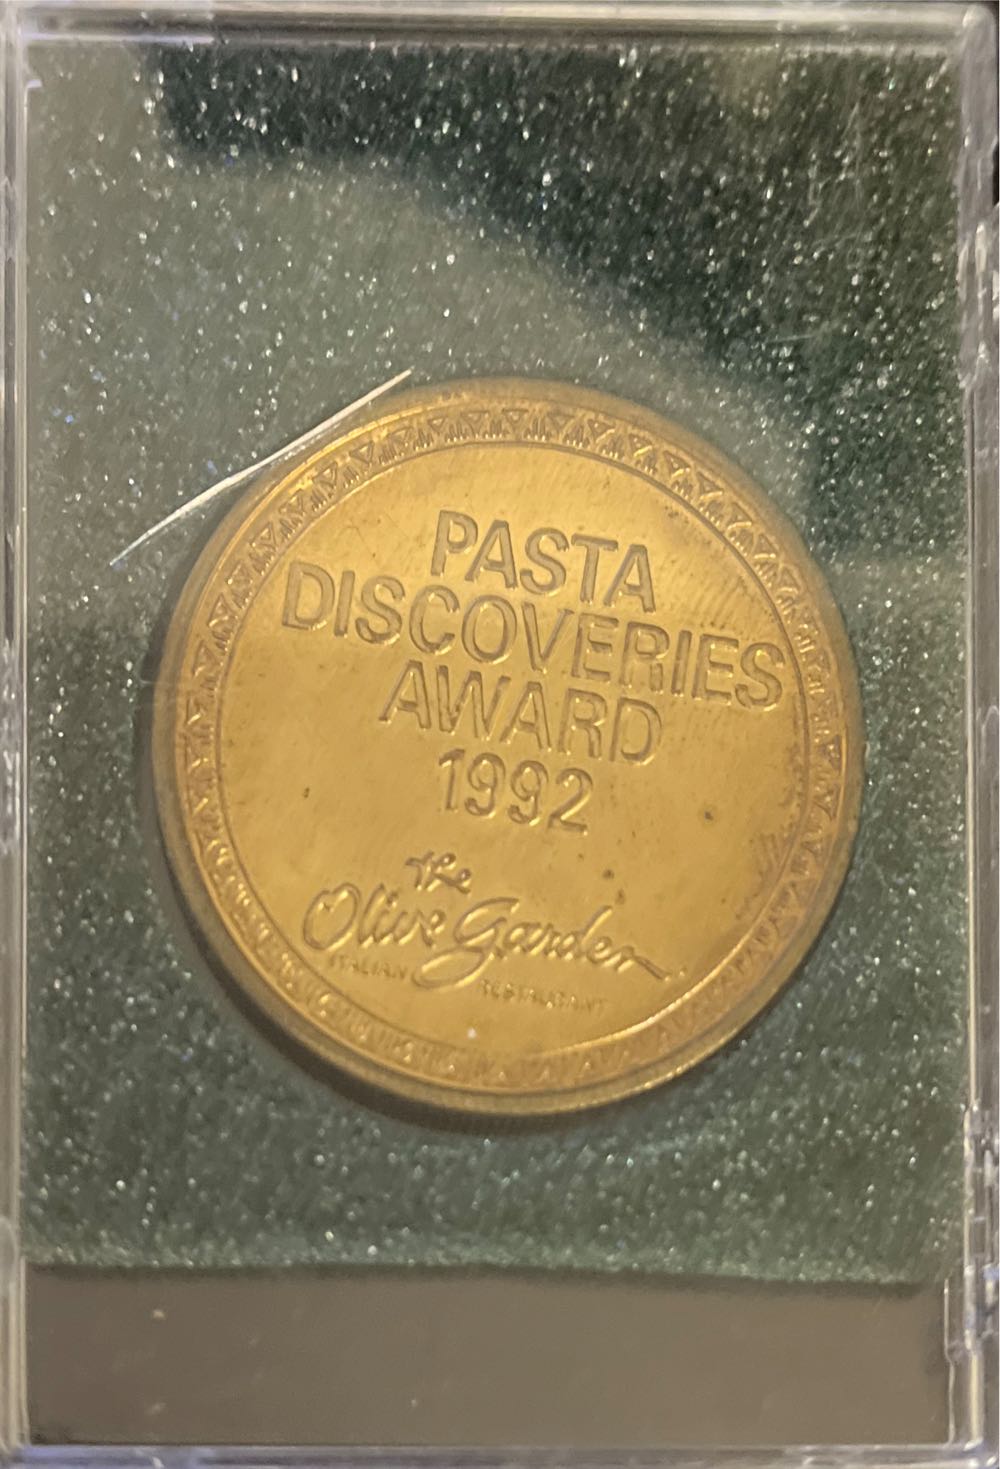 PASTA
DISCOVERIES
AWARD
1992
the
Olive Garden
ITALIAN RESTAURANT